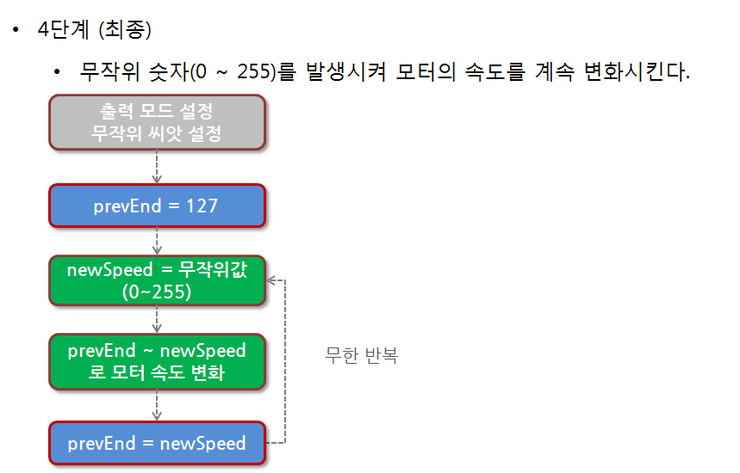 • 4단계 (최종)
• 무작위 숫자(0 ~ 255)를 발생시켜 모터의 속도를 계속 변화시킨다.
출력 모드 설정
무작위 씨앗 설정
prevEnd = 127
newSpeed = 무작위값
(0~255)
prevEnd ~ newSpeed
로 모터 속도 변화
무한 반복
prevEnd = newSpeed